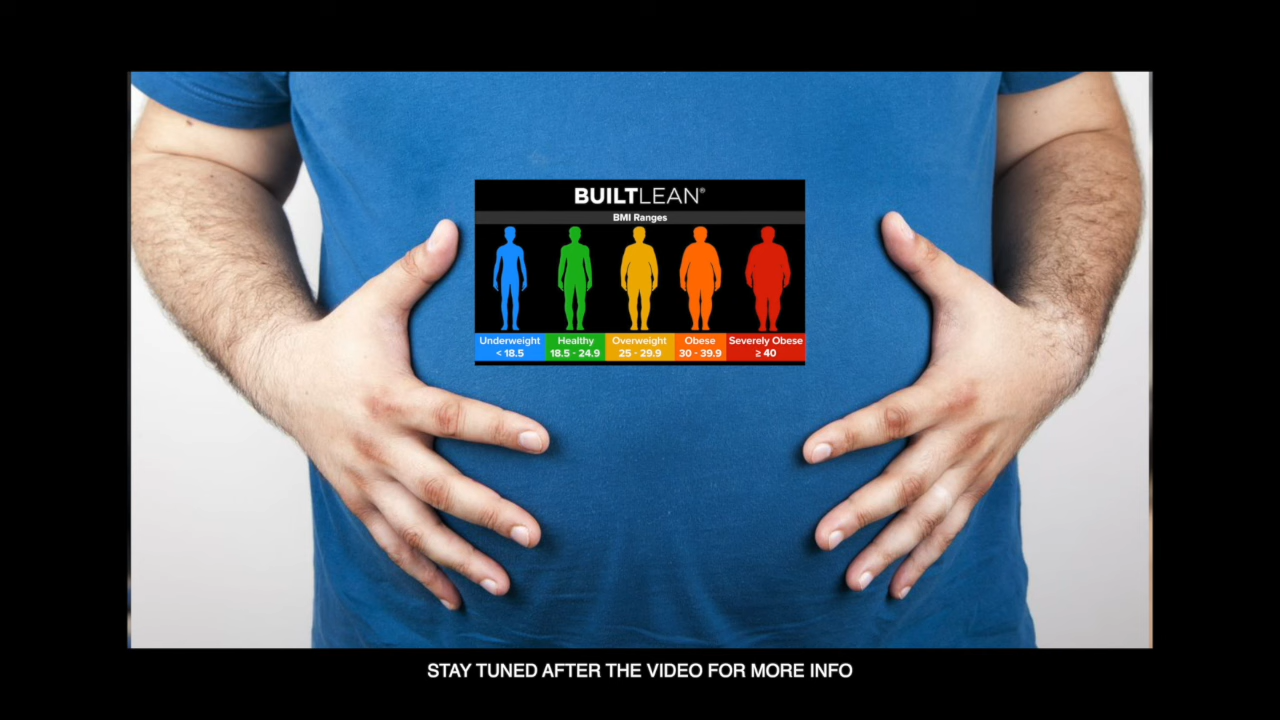 BUILTLEAN®
BMI Ranges
Underweight Healthy Overweight Obese Severely Obese
< 18.5 18.5 - 24.9 25 - 29.9 30 - 39.9 ≥ 40
STAY TUNED AFTER THE VIDEO FOR MORE INFO